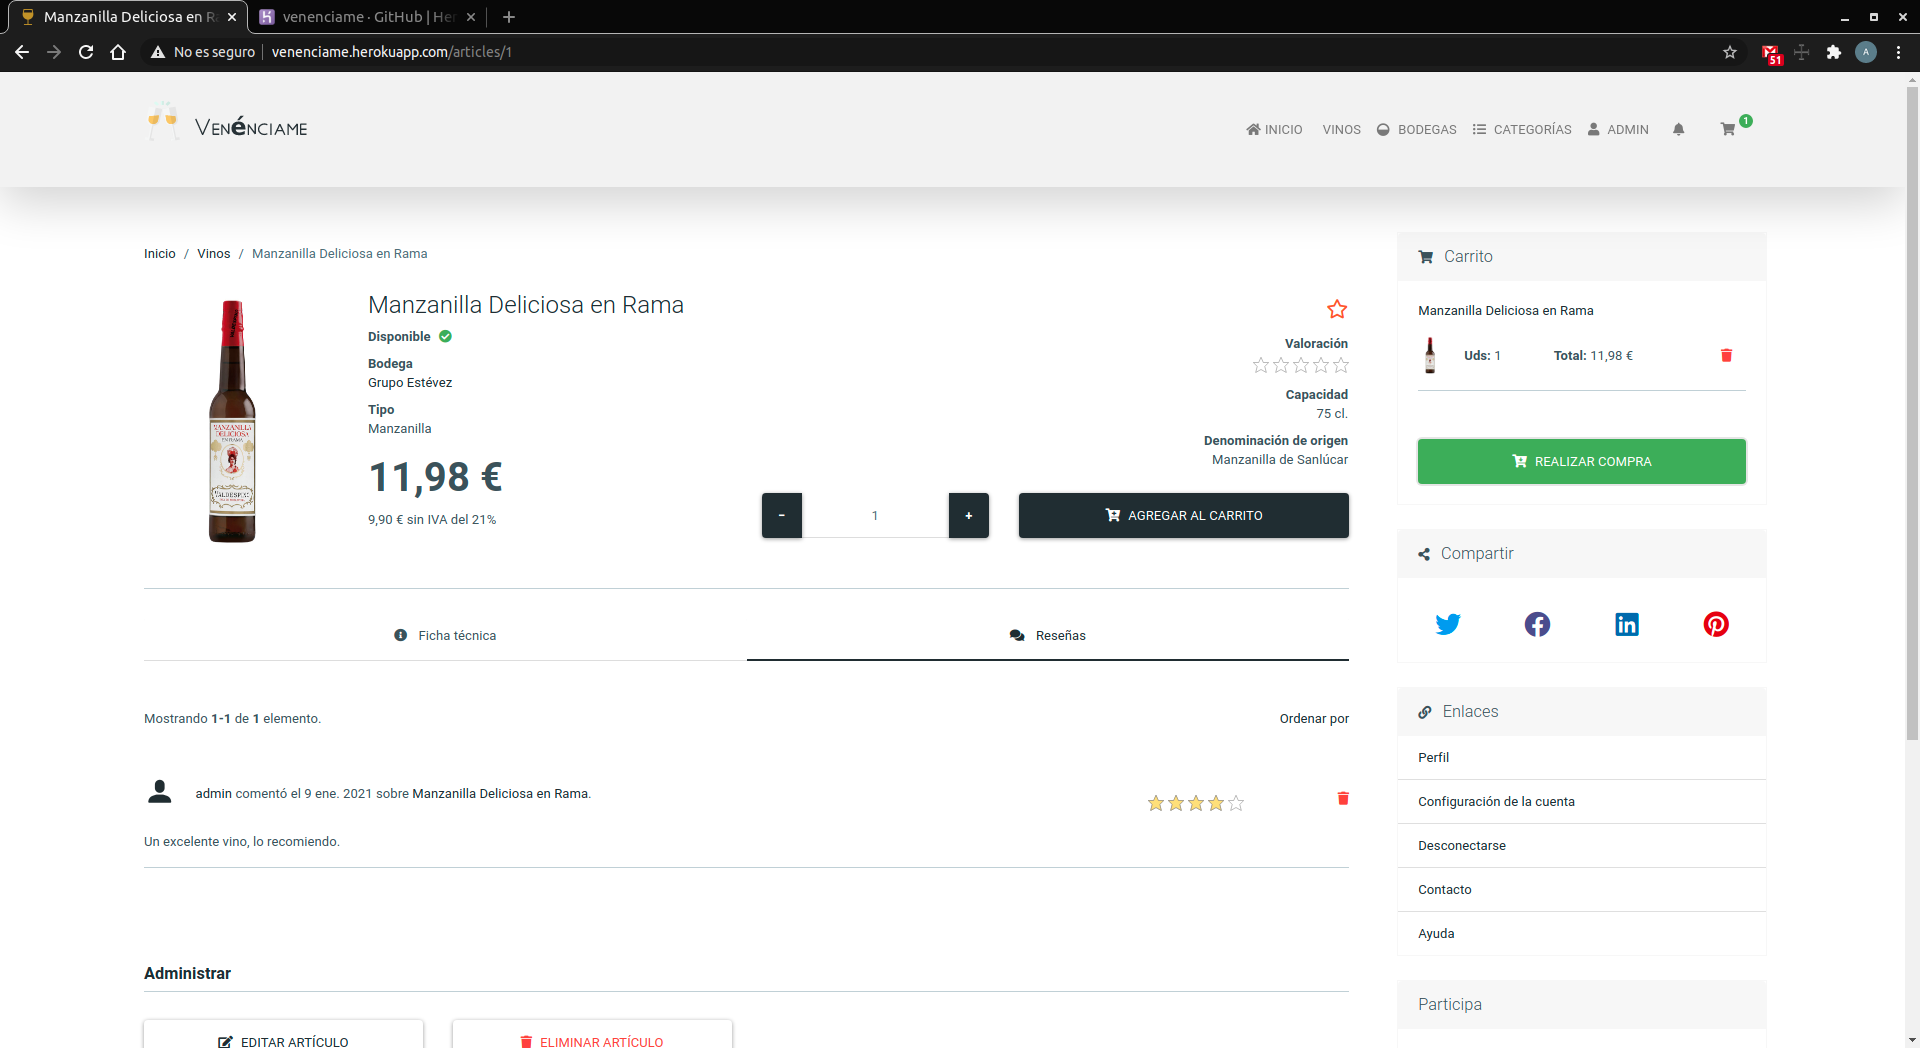 Manzanilla Deliciosa en R
venenciame · GitHub | He
No es seguro
venenciame.herokuapp.com/articles/1
51
A
Venénciame
INICIO
VINOS
BODEGAS
CATEGORÍAS
ADMIN
1
Inicio / Vinos / Manzanilla Deliciosa en Rama
Manzanilla Deliciosa en Rama
Disponible
Bodega
Grupo Estévez
Tipo
Manzanilla
11,98 €
9,90 € sin IVA del 21%
MANZANILLA
DELICIOSA
EN RAMA
VALDESPINO
Valoración
Capacidad
75 cl.
Denominación de origen
Manzanilla de Sanlúcar
- 1 +
AGREGAR AL CARRITO
Ficha técnica
Reseñas
Mostrando 1-1 de 1 elemento.
Ordenar por
admin comentó el 9 ene. 2021 sobre Manzanilla Deliciosa en Rama.
Un excelente vino, lo recomiendo.
Administrar
EDITAR ARTÍCULO
ELIMINAR ARTÍCULO
Carrito
Manzanilla Deliciosa en Rama
Uds: 1
Total: 11,98 €
REALIZAR COMPRA
Compartir
Enlaces
Perfil
Configuración de la cuenta
Desconectarse
Contacto
Ayuda
Participa